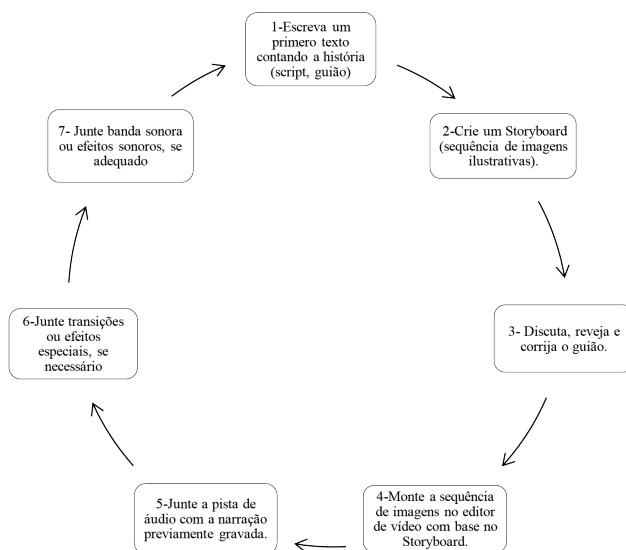 1-Escreva um
primeiro texto
contando a história
(script, guião)
2-Crie um Storyboard
(sequência de imagens
ilustrativas).
3- Discuta, reveja e
corrija o guião.
4-Monte a sequência
de imagens no editor
de vídeo com base no
Storyboard.
5-Junte a pista de
áudio com a narração
previamente gravada.
6-Junte transições
ou efeitos
especiais, se
necessário
7- Junte banda sonora
ou efeitos sonoros, se
adequado